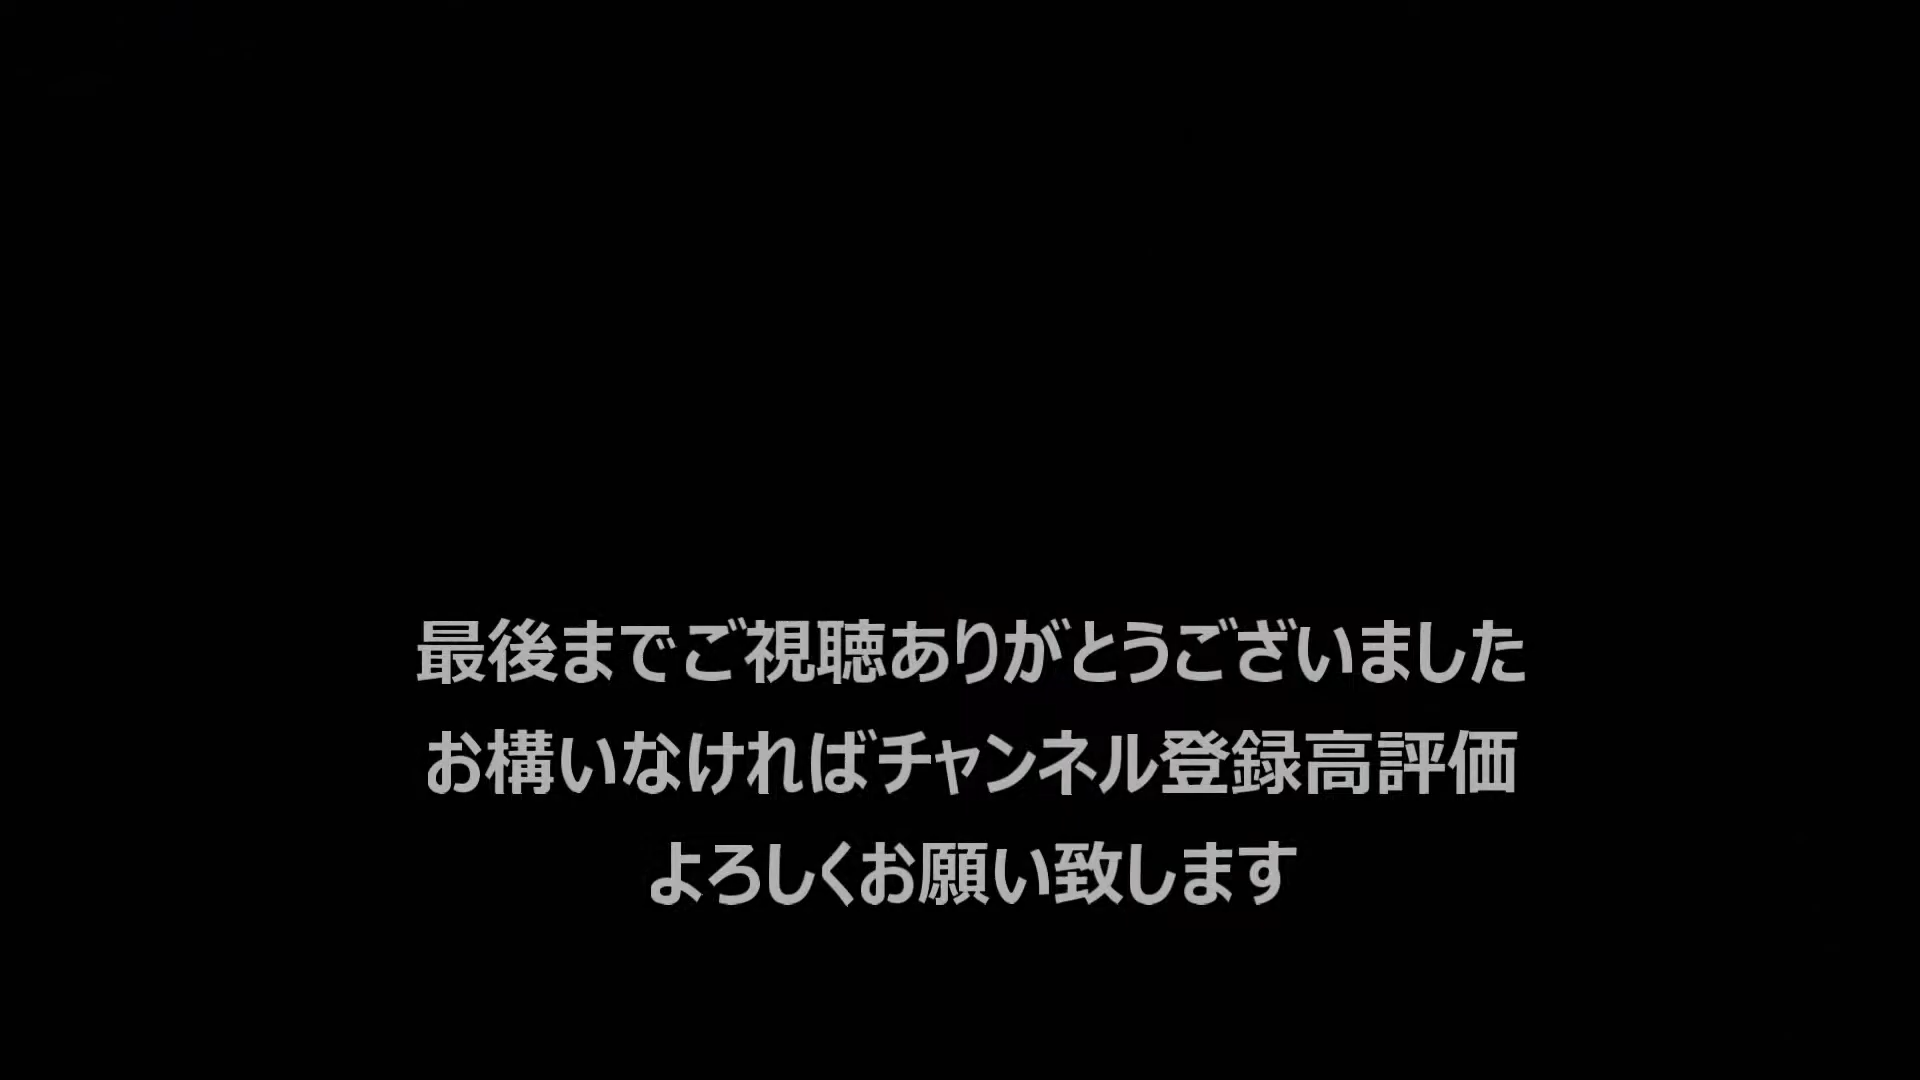 最後までご視聴ありがとうございました
お構いなければチャンネル登録高評価
よろしくお願い致します